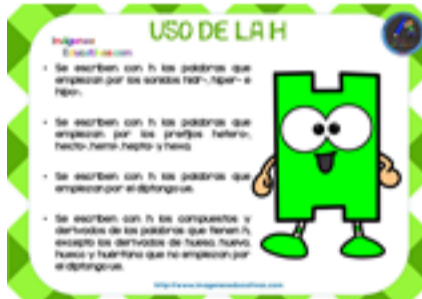 USO DE LA H
Imágenes
Educativas.com
• Se escriben con h las palabras que
empiezan por los sonidos hidr-, hiper- e
hipo-.
• Se escriben con h las palabras que
empiezan por los prefijos hetero-,
hecto-, hemi-, hepta- y hexa.
• Se escriben con h las palabras que
empiezan por el diptongo ue.
• Se escriben con h los compuestos y
derivados de las palabras que tienen h,
excepto los derivados de hueso, huevo,
hueco y huérfano que no empiezan por
el diptongo ue.
http://www.imageneseducativas.com